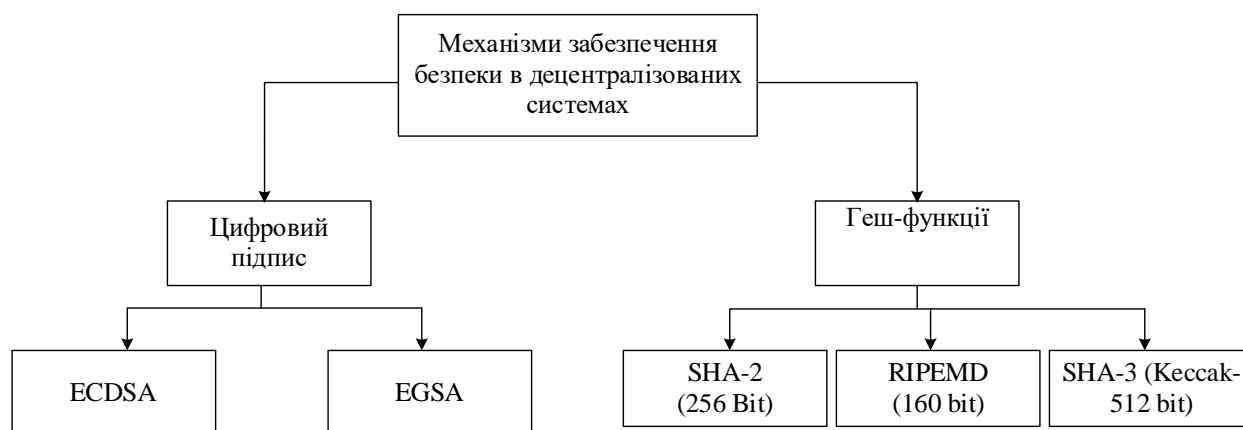 Механізми забезпечення
безпеки в децентралізованих
системах
Цифровий
підпис
Геш-функції
ECDSA
EGSA
SHA-2
(256 Bit)
RIPEMD
(160 bit)
SHA-3 (Keccak-
512 bit)